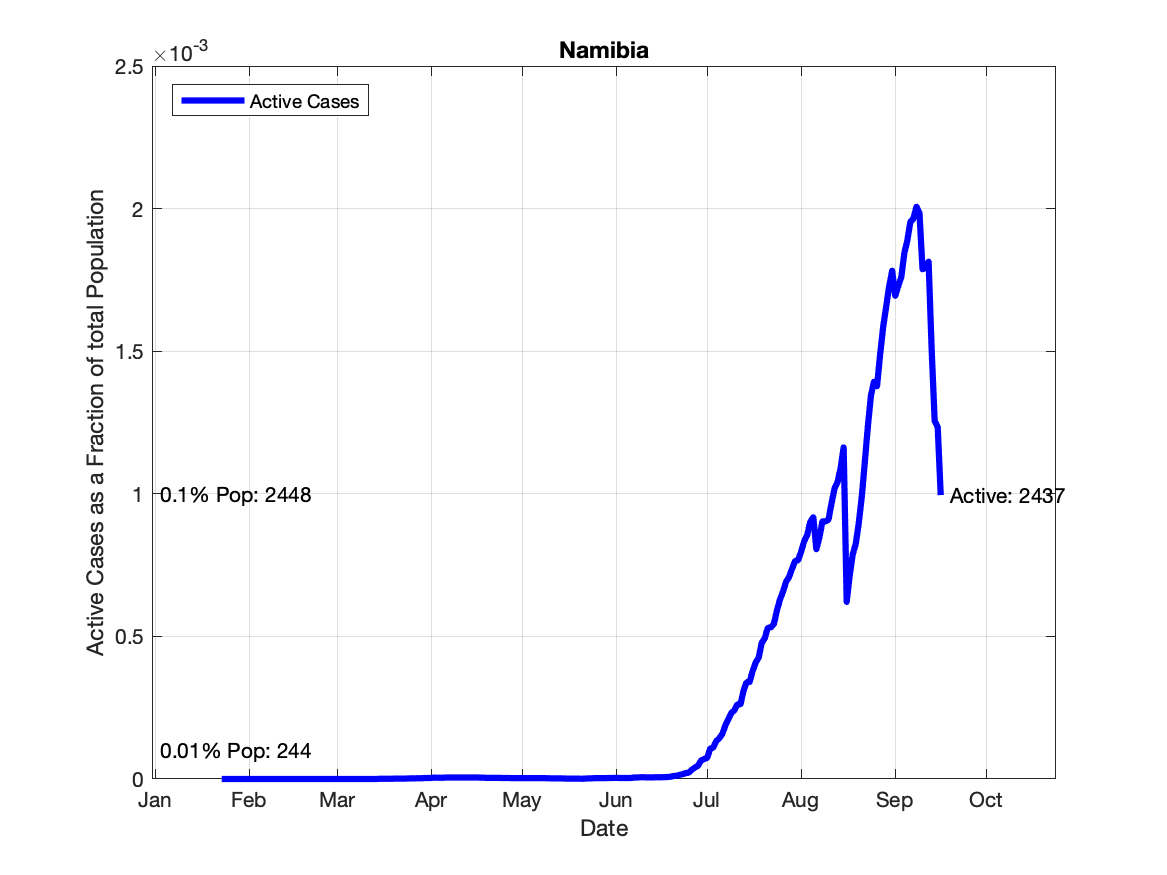 Namibia
×10-3
2.5
2
1.5
1
0.5
0
Active Cases as a Fraction of total Population
Active Cases
0.1% Pop: 2448
0.01% Pop: 244
Active: 2437
Jan Feb Mar Apr May Jun Jul Aug Sep Oct
Date